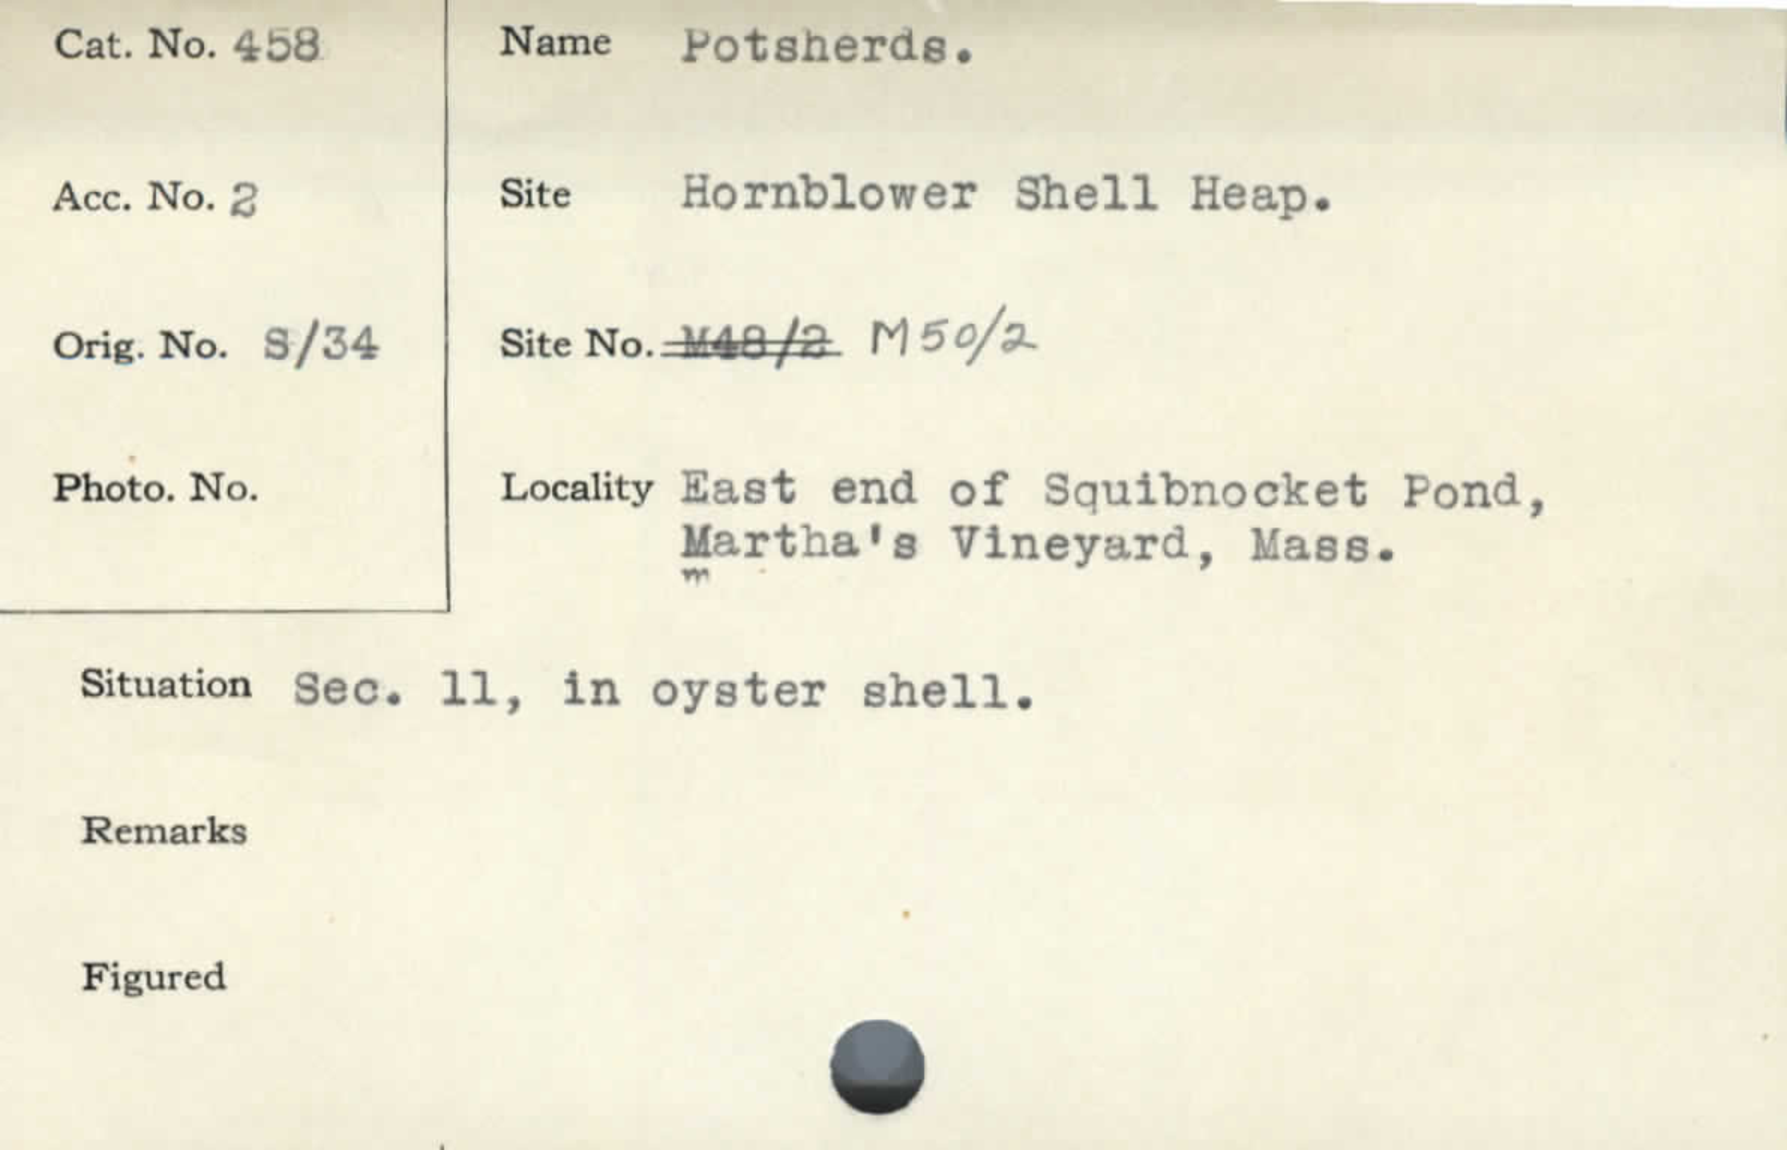 Cat. No. 458
Name Potsherds.
Acc. No. 2
Site Hornblower Shell Heap.
Orig. No. S/34
Site No. M48/2 M50/2
Photo. No.
Locality East end of Squibnocket Pond,
Martha's Vineyard, Mass.
m
Situation Sec. 11, in oyster shell.
Remarks
Figured